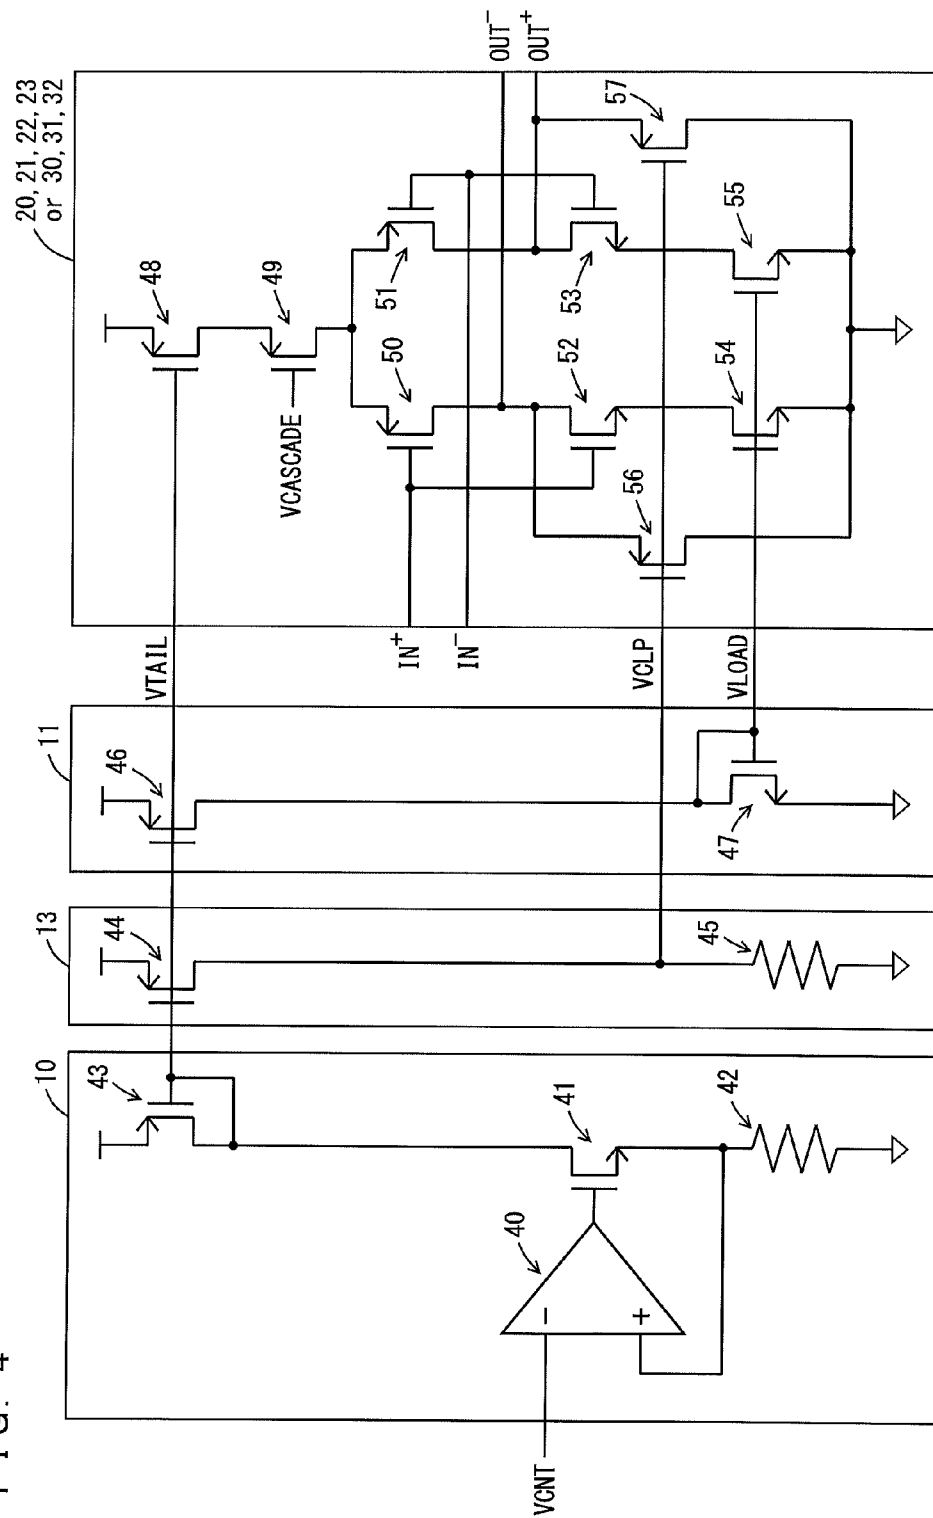 FIG. 4
20, 21, 22, 23
or 30, 31, 32
10
13
11
43
44
46
VTAIL
48
49
VCASCADE
51
50
IN+
IN-
OUT-
OUT+
53
52
57
56
VCLP
VLOAD
55
54
47
45
41
42
40
-
+
VCNT